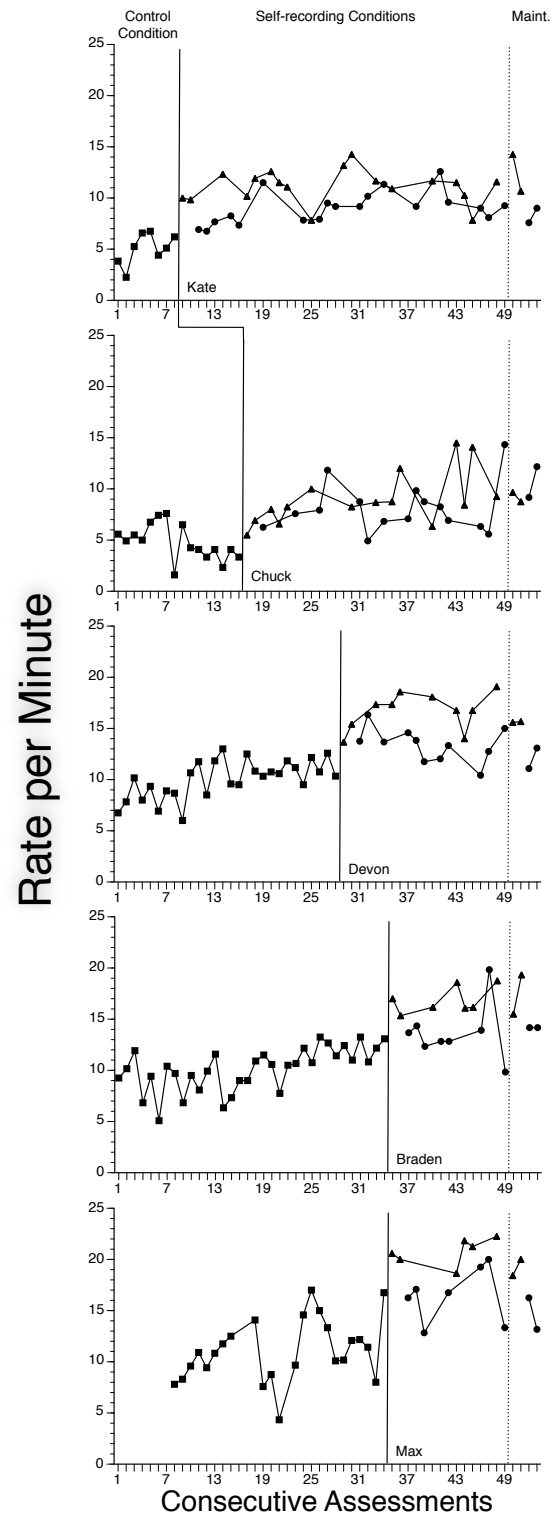 Control
Condition
Self-recording Conditions
Maint.
25
20
15
10
5
0
Kate
1 7 13 19 25 31 37 43 49
25
20
15
10
5
0
Chuck
1 7 13 19 25 31 37 43 49
25
20
15
10
5
0
Devon
1 7 13 19 25 31 37 43 49
25
20
15
10
5
0
Braden
1 7 13 19 25 31 37 43 49
25
20
15
10
5
0
Max
1 7 13 19 25 31 37 43 49
Rate per Minute
Consecutive Assessments